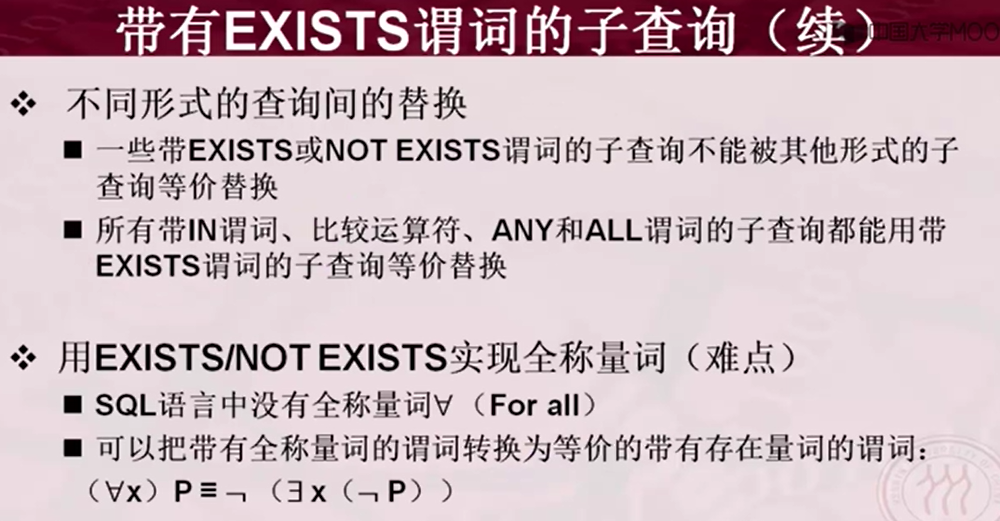 带有EXISTS谓词的子查询（续）
中国大学MOO
❖ 不同形式的查询间的替换
■ 一些带EXISTS或NOT EXISTS谓词的子查询不能被其他形式的子
查询等价替换
■ 所有带IN谓词、比较运算符、ANY和ALL谓词的子查询都能用带
EXISTS谓词的子查询等价替换
❖ 用EXISTS/NOT EXISTS实现全称量词（难点）
■ SQL语言中没有全称量词∀（For all）
■ 可以把带有全称量词的谓词转换为等价的带有存在量词的谓词：
（∀x）P ≡ ¬（∃ x（¬ P））